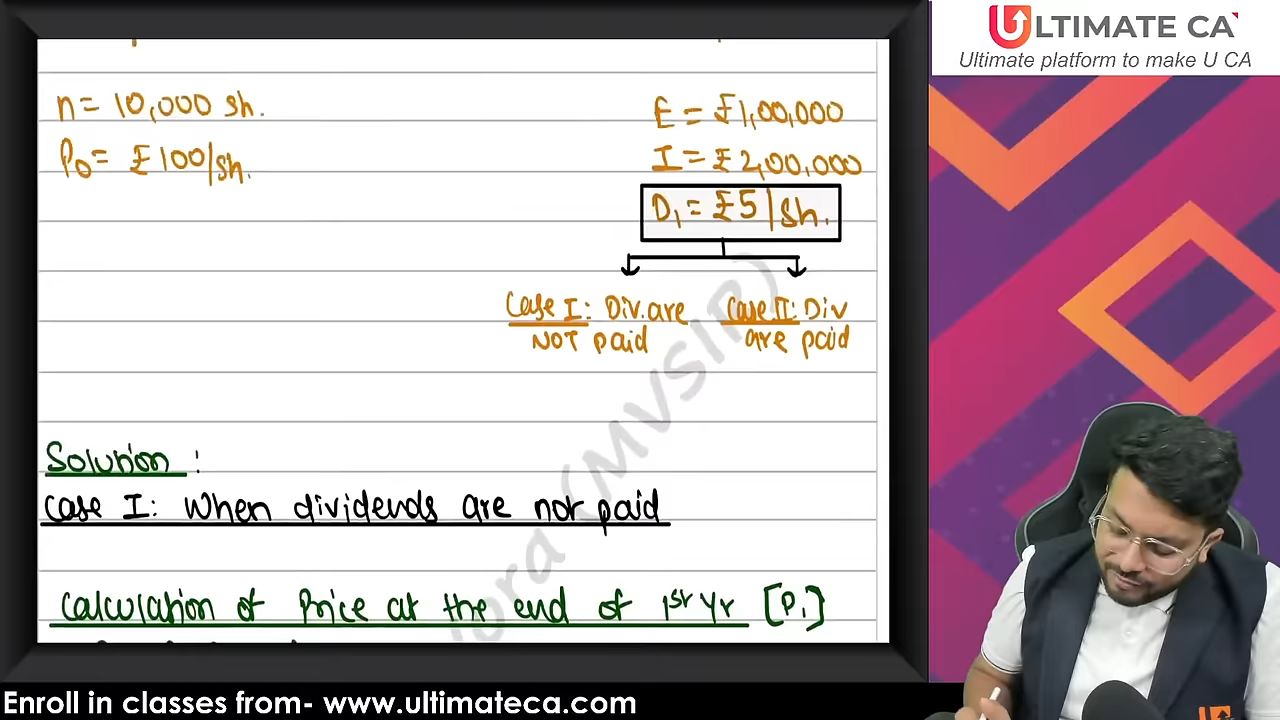 ULTIMATE CA
Ultimate platform to make U CA
n = 10,000 sh.
P0 = ₹100/sh.
E = ₹1,00,000
I = ₹2,00,000
D1 = ₹5/sh.
Case I: Div. are
NOT paid
Case II: Div
are paid
ora (MVSIR)
Solution :
Case I: When dividends are not paid
Calculation of Price at the end of 1st Yr [P1]
Enroll in classes from- www.ultimateca.com